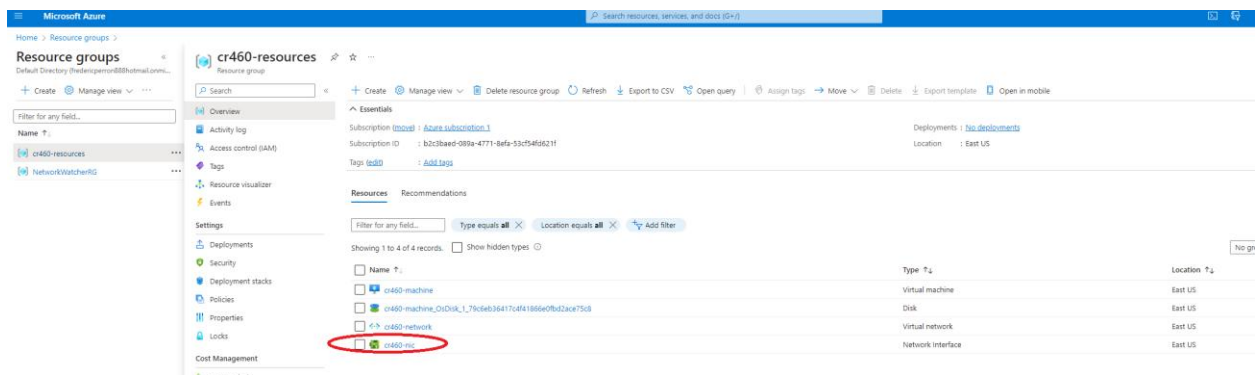 Microsoft Azure
Search resources, services, and docs (G+/)
Home > Resource groups >
Resource groups
Default Directory (fredericperron888hotmail.onmi...
+ Create Manage view ...
Filter for any field...
Name ↑↓
cr460-resources ...
NetworkWatcherRG ...
cr460-resources ...
Resource group
Search
Overview
Activity log
Access control (IAM)
Tags
Resource visualizer
Events
Settings
Deployments
Security
Deployment stacks
Policies
Properties
Locks
Cost Management
+ Create Manage view Delete resource group Refresh Export to CSV Open query Assign tags Move Delete Export template Open in mobile
Essentials
Subscription (move) : Azure subscription 1
Deployments : No deployments
Subscription ID : b2c3baed-089a-4771-8efa-53cf54fd621f
Location : East US
Tags (edit) : Add tags
Resources Recommendations
Filter for any field... Type equals all Location equals all Add filter
Showing 1 to 4 of 4 records. Show hidden types
No gr
Name ↑↓ Type ↑↓ Location ↑↓
cr460-machine Virtual machine East US
cr460-machine_OsDisk_1_79c6eb36417c4f41866e0fbd2ace75c8 Disk East US
cr460-network Virtual network East US
cr460-nic Network Interface East US